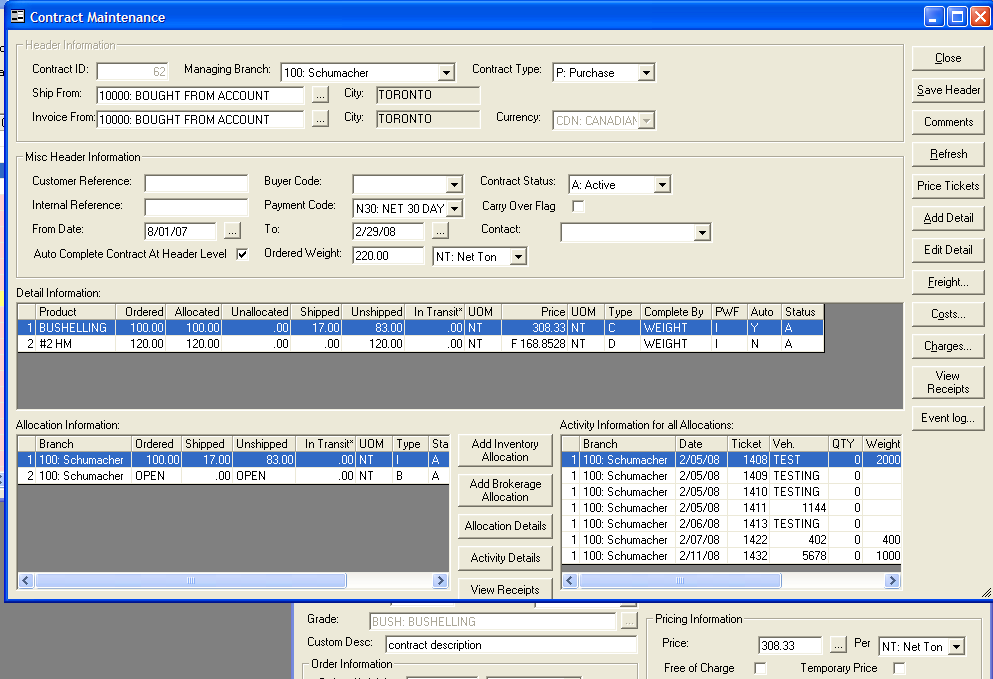 Contract Maintenance
Header Information
Contract ID: 62 Managing Branch: 100: Schumacher Contract Type: P: Purchase
Ship From: 10000: BOUGHT FROM ACCOUNT ... City: TORONTO
Invoice From: 10000: BOUGHT FROM ACCOUNT ... City: TORONTO Currency: CDN: CANADIAN
Misc Header Information
Customer Reference: Buyer Code: Contract Status: A: Active
Internal Reference: Payment Code: N30: NET 30 DAY Carry Over Flag
From Date: 8/01/07 ... To: 2/29/08 ... Contact:
Auto Complete Contract At Header Level Ordered Weight: 220.00 NT: Net Ton
Close
Save Header
Comments
Refresh
Price Tickets
Add Detail
Edit Detail
Freight...
Costs...
Charges...
View
Receipts
Event log...
Detail Information:
Product Ordered Allocated Unallocated Shipped Unshipped In Transit* UOM Price UOM Type Complete By PWF Auto Status
1 BUSHELLING 100.00 100.00 .00 17.00 83.00 .00 NT 308.33 NT C WEIGHT I Y A
2 #2 HM 120.00 120.00 .00 .00 120.00 .00 NT F 168.8528 NT D WEIGHT I N A
Allocation Information:
Branch Ordered Shipped Unshipped In Transit* UOM Type Sta
1 100: Schumacher 100.00 17.00 83.00 .00 NT I A
2 100: Schumacher OPEN .00 OPEN .00 NT B A
Add Inventory
Allocation
Add Brokerage
Allocation
Allocation Details
Activity Details
View Receipts
Activity Information for all Allocations:
Branch Date Ticket Veh. QTY Weight
1 100: Schumacher 2/05/08 1408 TEST 0 2000
1 100: Schumacher 2/05/08 1409 TESTING 0
1 100: Schumacher 2/05/08 1410 TESTING 0
1 100: Schumacher 2/05/08 1411 1144 0
1 100: Schumacher 2/06/08 1413 TESTING 0
1 100: Schumacher 2/07/08 1422 402 0 400
1 100: Schumacher 2/11/08 1432 5678 0 1000
Grade: BUSH: BUSHELLING ...
Custom Desc: contract description
Order Information
Pricing Information
Price: 308.33 ... Per NT: Net Ton
Free of Charge Temporary Price